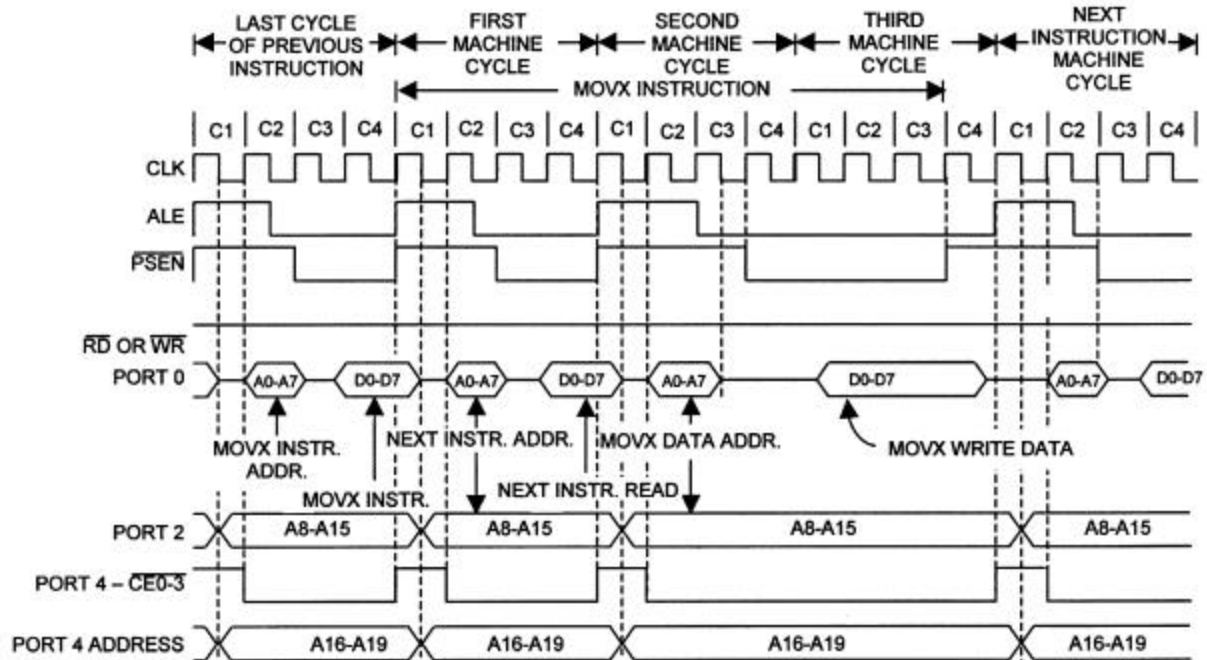 LAST CYCLE OF PREVIOUS INSTRUCTION
FIRST MACHINE CYCLE
SECOND MACHINE CYCLE
THIRD MACHINE CYCLE
NEXT INSTRUCTION MACHINE CYCLE
MOVX INSTRUCTION
C1 C2 C3 C4 C1 C2 C3 C4 C1 C2 C3 C4 C1 C2 C3 C4 C1 C2 C3 C4
CLK
ALE
PSEN
RD OR WR
PORT 0 A0-A7 D0-D7 A0-A7 D0-D7 A0-A7 D0-D7 A0-A7 D0-D7
MOVX INSTR. ADDR.
NEXT INSTR. ADDR.
MOVX DATA ADDR.
MOVX WRITE DATA
MOVX INSTR.
NEXT INSTR. READ
PORT 2 A8-A15 A8-A15 A8-A15 A8-A15
PORT 4 – CE0-3
PORT 4 ADDRESS A16-A19 A16-A19 A16-A19 A16-A19